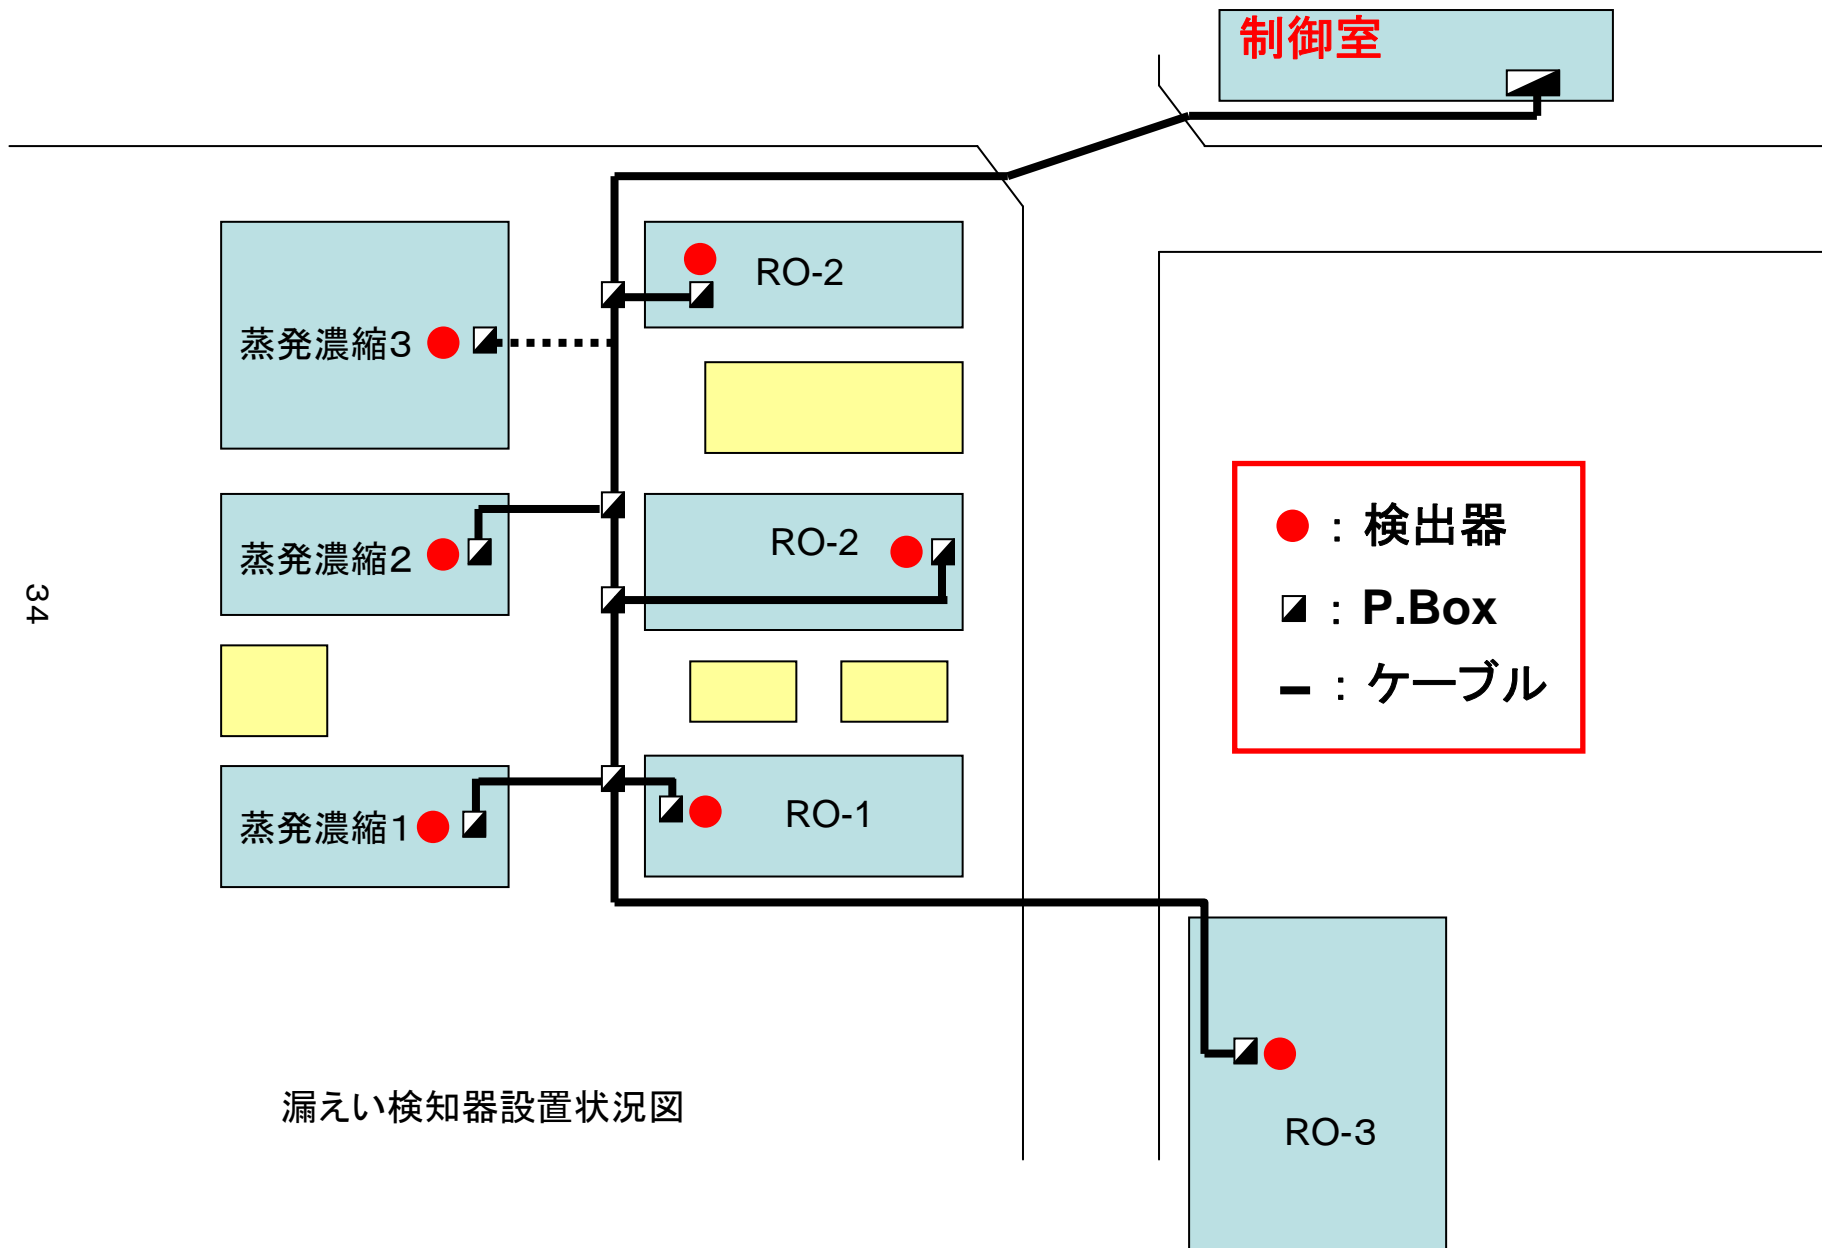 制御室
RO-2
蒸発濃縮3
RO-2
蒸発濃縮2
● : 検出器
: P.Box
ー : ケーブル
34
RO-1
蒸発濃縮1
漏えい検知器設置状況図
RO-3